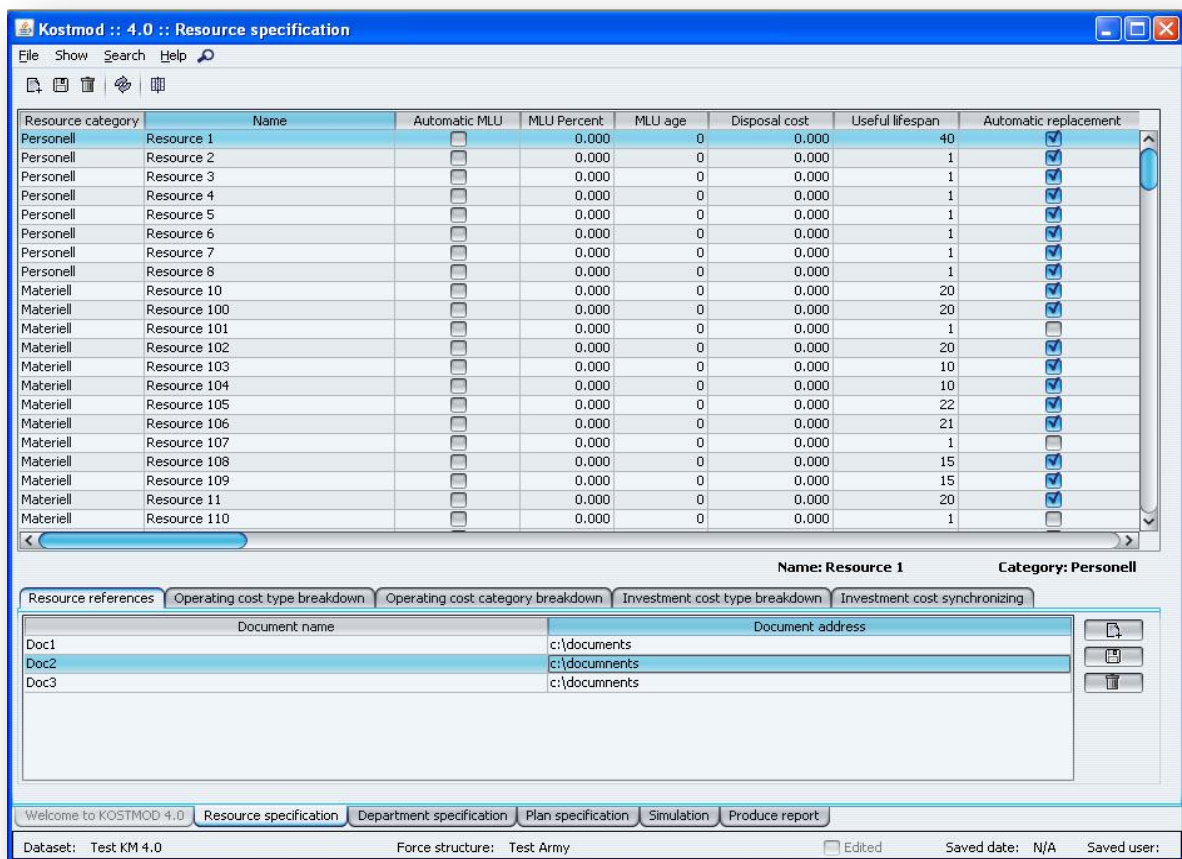 Kostmod :: 4.0 :: Resource specification
File Show Search Help
Resource category Name Automatic MLU MLU Percent MLU age Disposal cost Useful lifespan Automatic replacement
Personell Resource 1 0.000 0 0.000 40
Personell Resource 2 0.000 0 0.000 1
Personell Resource 3 0.000 0 0.000 1
Personell Resource 4 0.000 0 0.000 1
Personell Resource 5 0.000 0 0.000 1
Personell Resource 6 0.000 0 0.000 1
Personell Resource 7 0.000 0 0.000 1
Personell Resource 8 0.000 0 0.000 1
Materiell Resource 10 0.000 0 0.000 20
Materiell Resource 100 0.000 0 0.000 20
Materiell Resource 101 0.000 0 0.000 1
Materiell Resource 102 0.000 0 0.000 20
Materiell Resource 103 0.000 0 0.000 10
Materiell Resource 104 0.000 0 0.000 10
Materiell Resource 105 0.000 0 0.000 22
Materiell Resource 106 0.000 0 0.000 21
Materiell Resource 107 0.000 0 0.000 1
Materiell Resource 108 0.000 0 0.000 15
Materiell Resource 109 0.000 0 0.000 15
Materiell Resource 11 0.000 0 0.000 20
Materiell Resource 110 0.000 0 0.000 1
Name: Resource 1 Category: Personell
Resource references Operating cost type breakdown Operating cost category breakdown Investment cost type breakdown Investment cost synchronizing
Document name Document address
Doc1 c:\documents
Doc2 c:\documnents
Doc3 c:\documnents
Welcome to KOSTMOD 4.0 Resource specification Department specification Plan specification Simulation Produce report
Dataset: Test KM 4.0 Force structure: Test Army Edited Saved date: N/A Saved user: